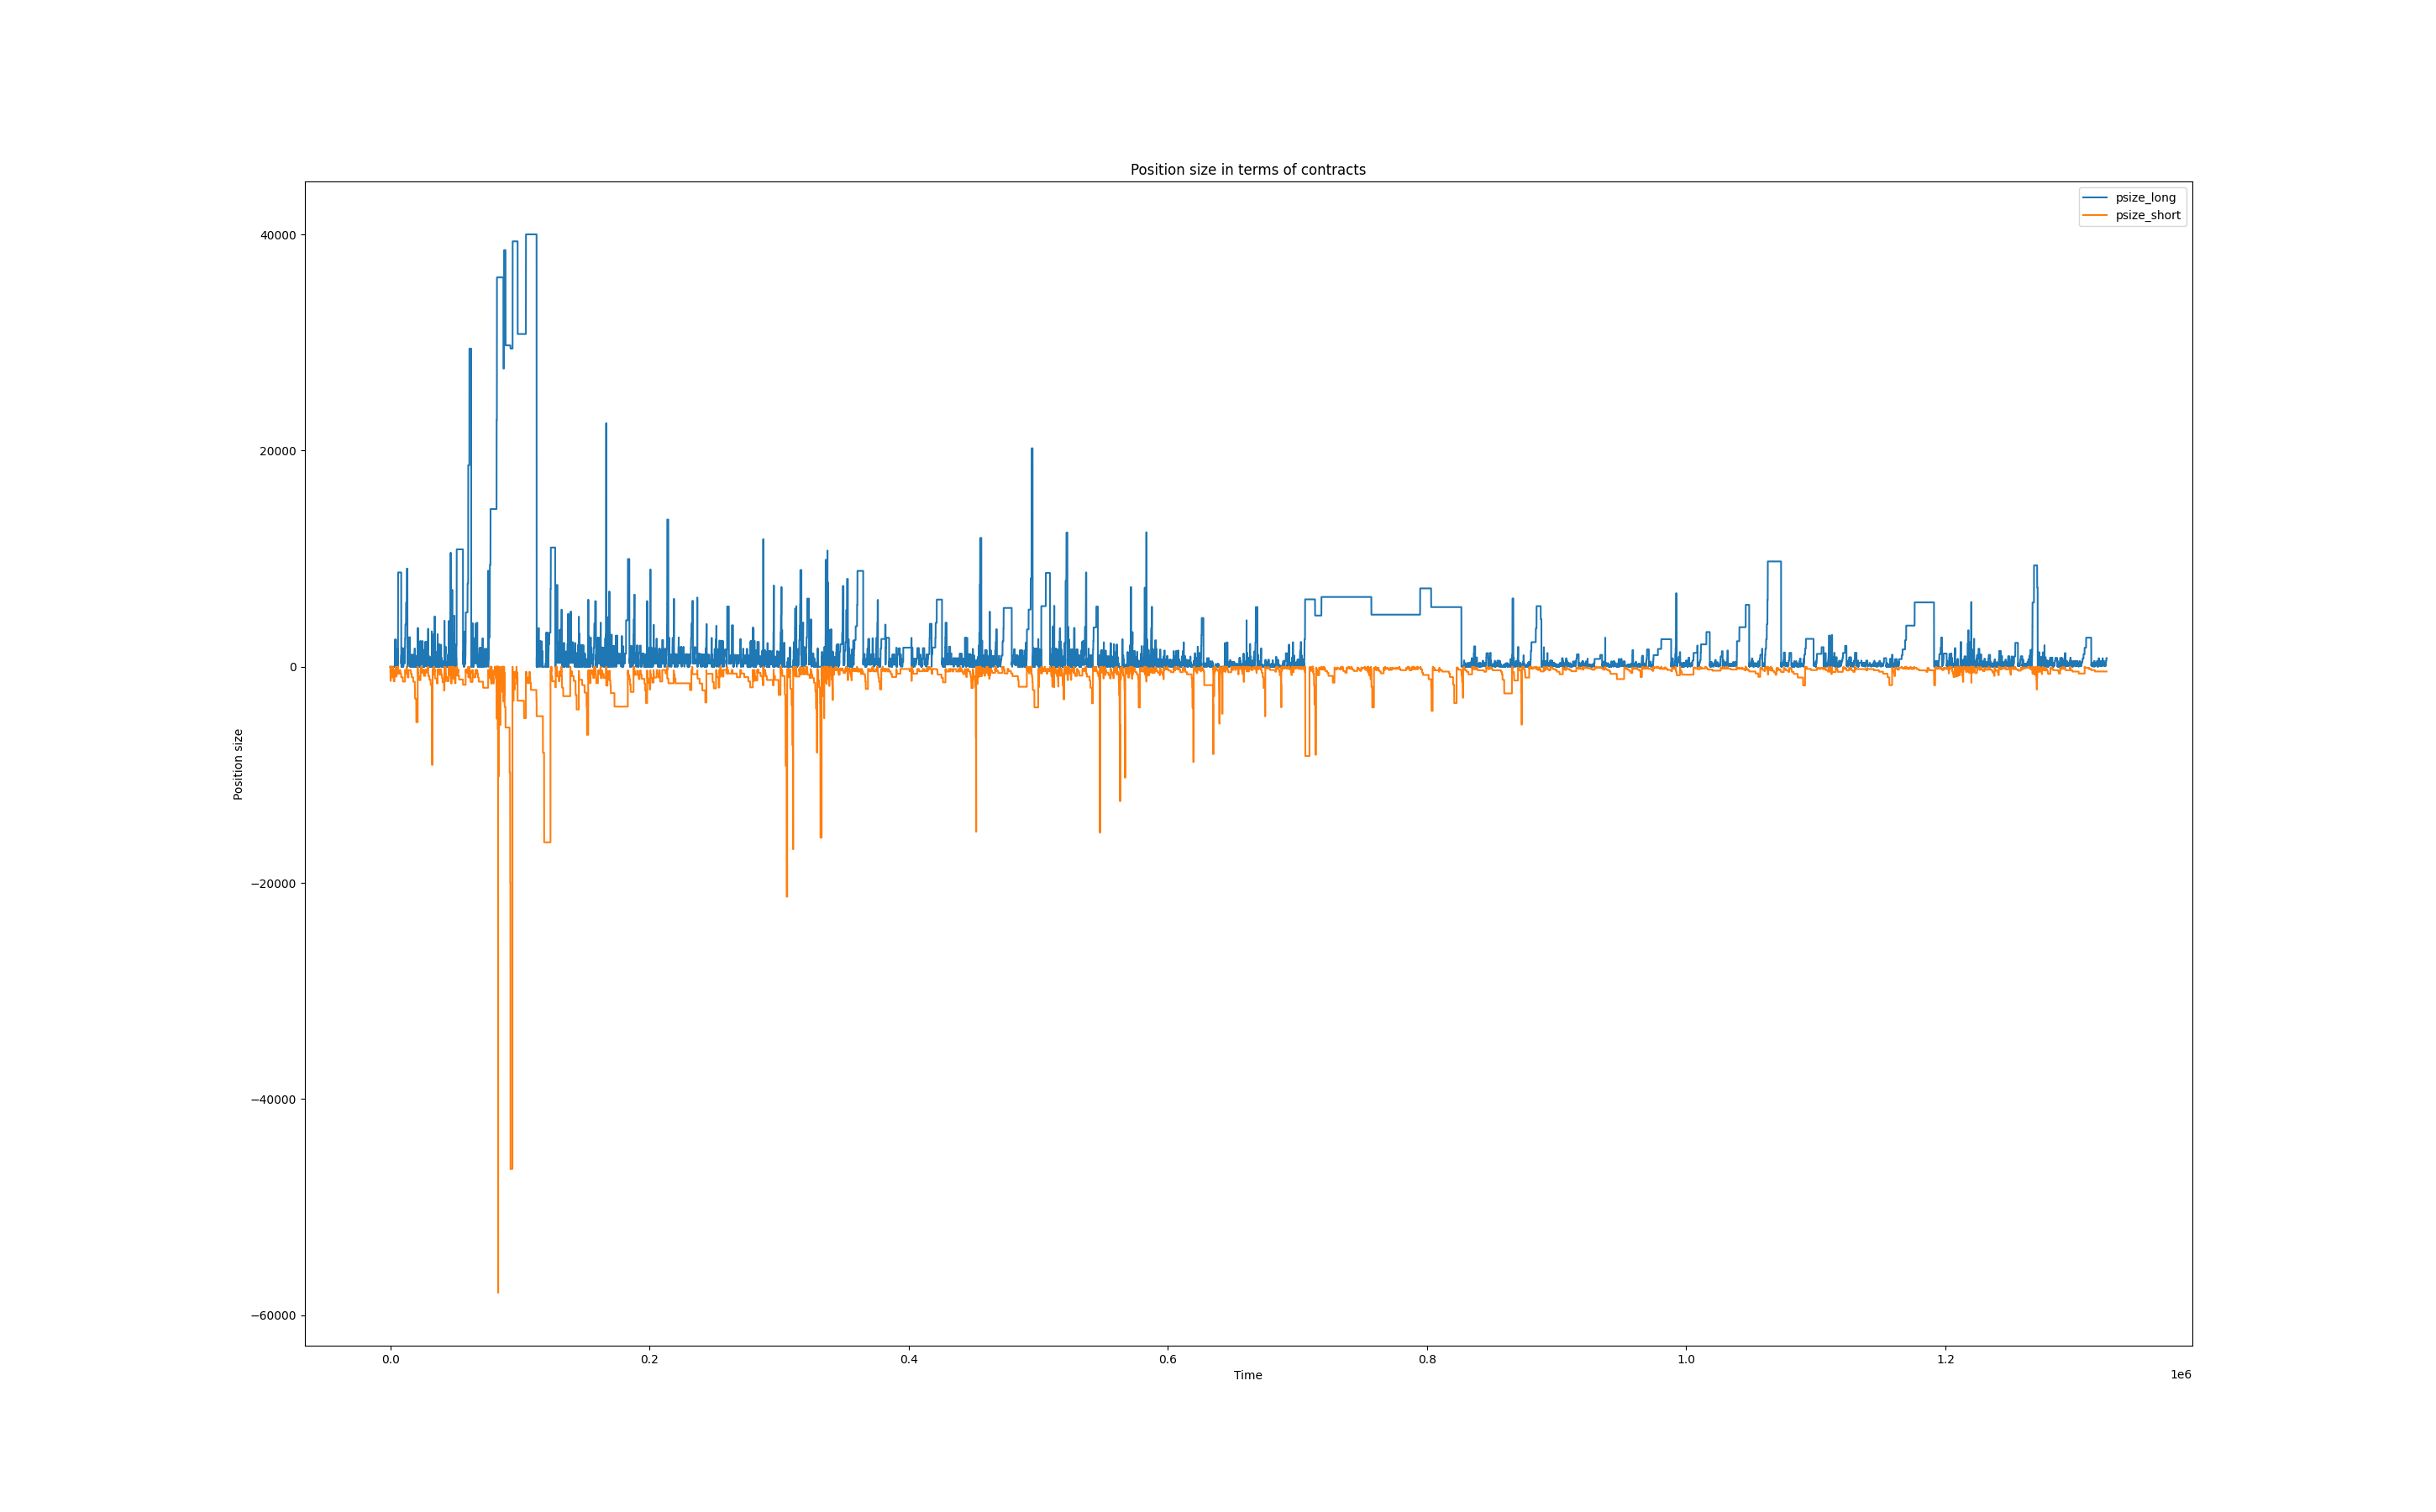 Position size in terms of contracts
psize_long
psize_short
40000
20000
0
−20000
−40000
−60000
Position size
0.0 0.2 0.4 0.6 0.8 1.0 1.2
Time
1e6